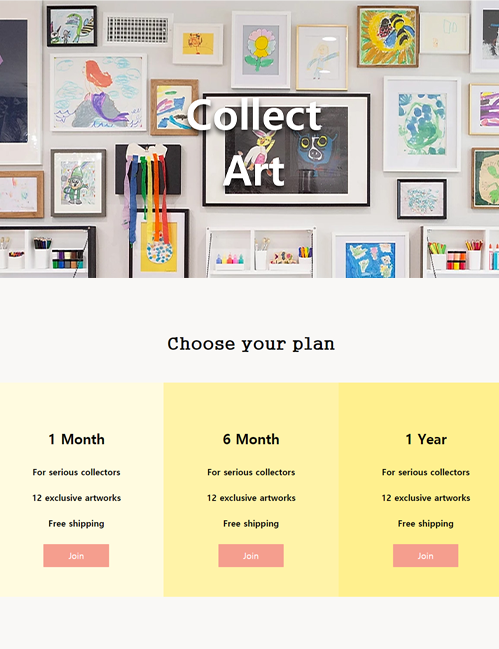 Collect
Art
Choose your plan
1 Month
6 Month
1 Year
For serious collectors
For serious collectors
For serious collectors
12 exclusive artworks
12 exclusive artworks
12 exclusive artworks
Free shipping
Free shipping
Free shipping
Join
Join
Join